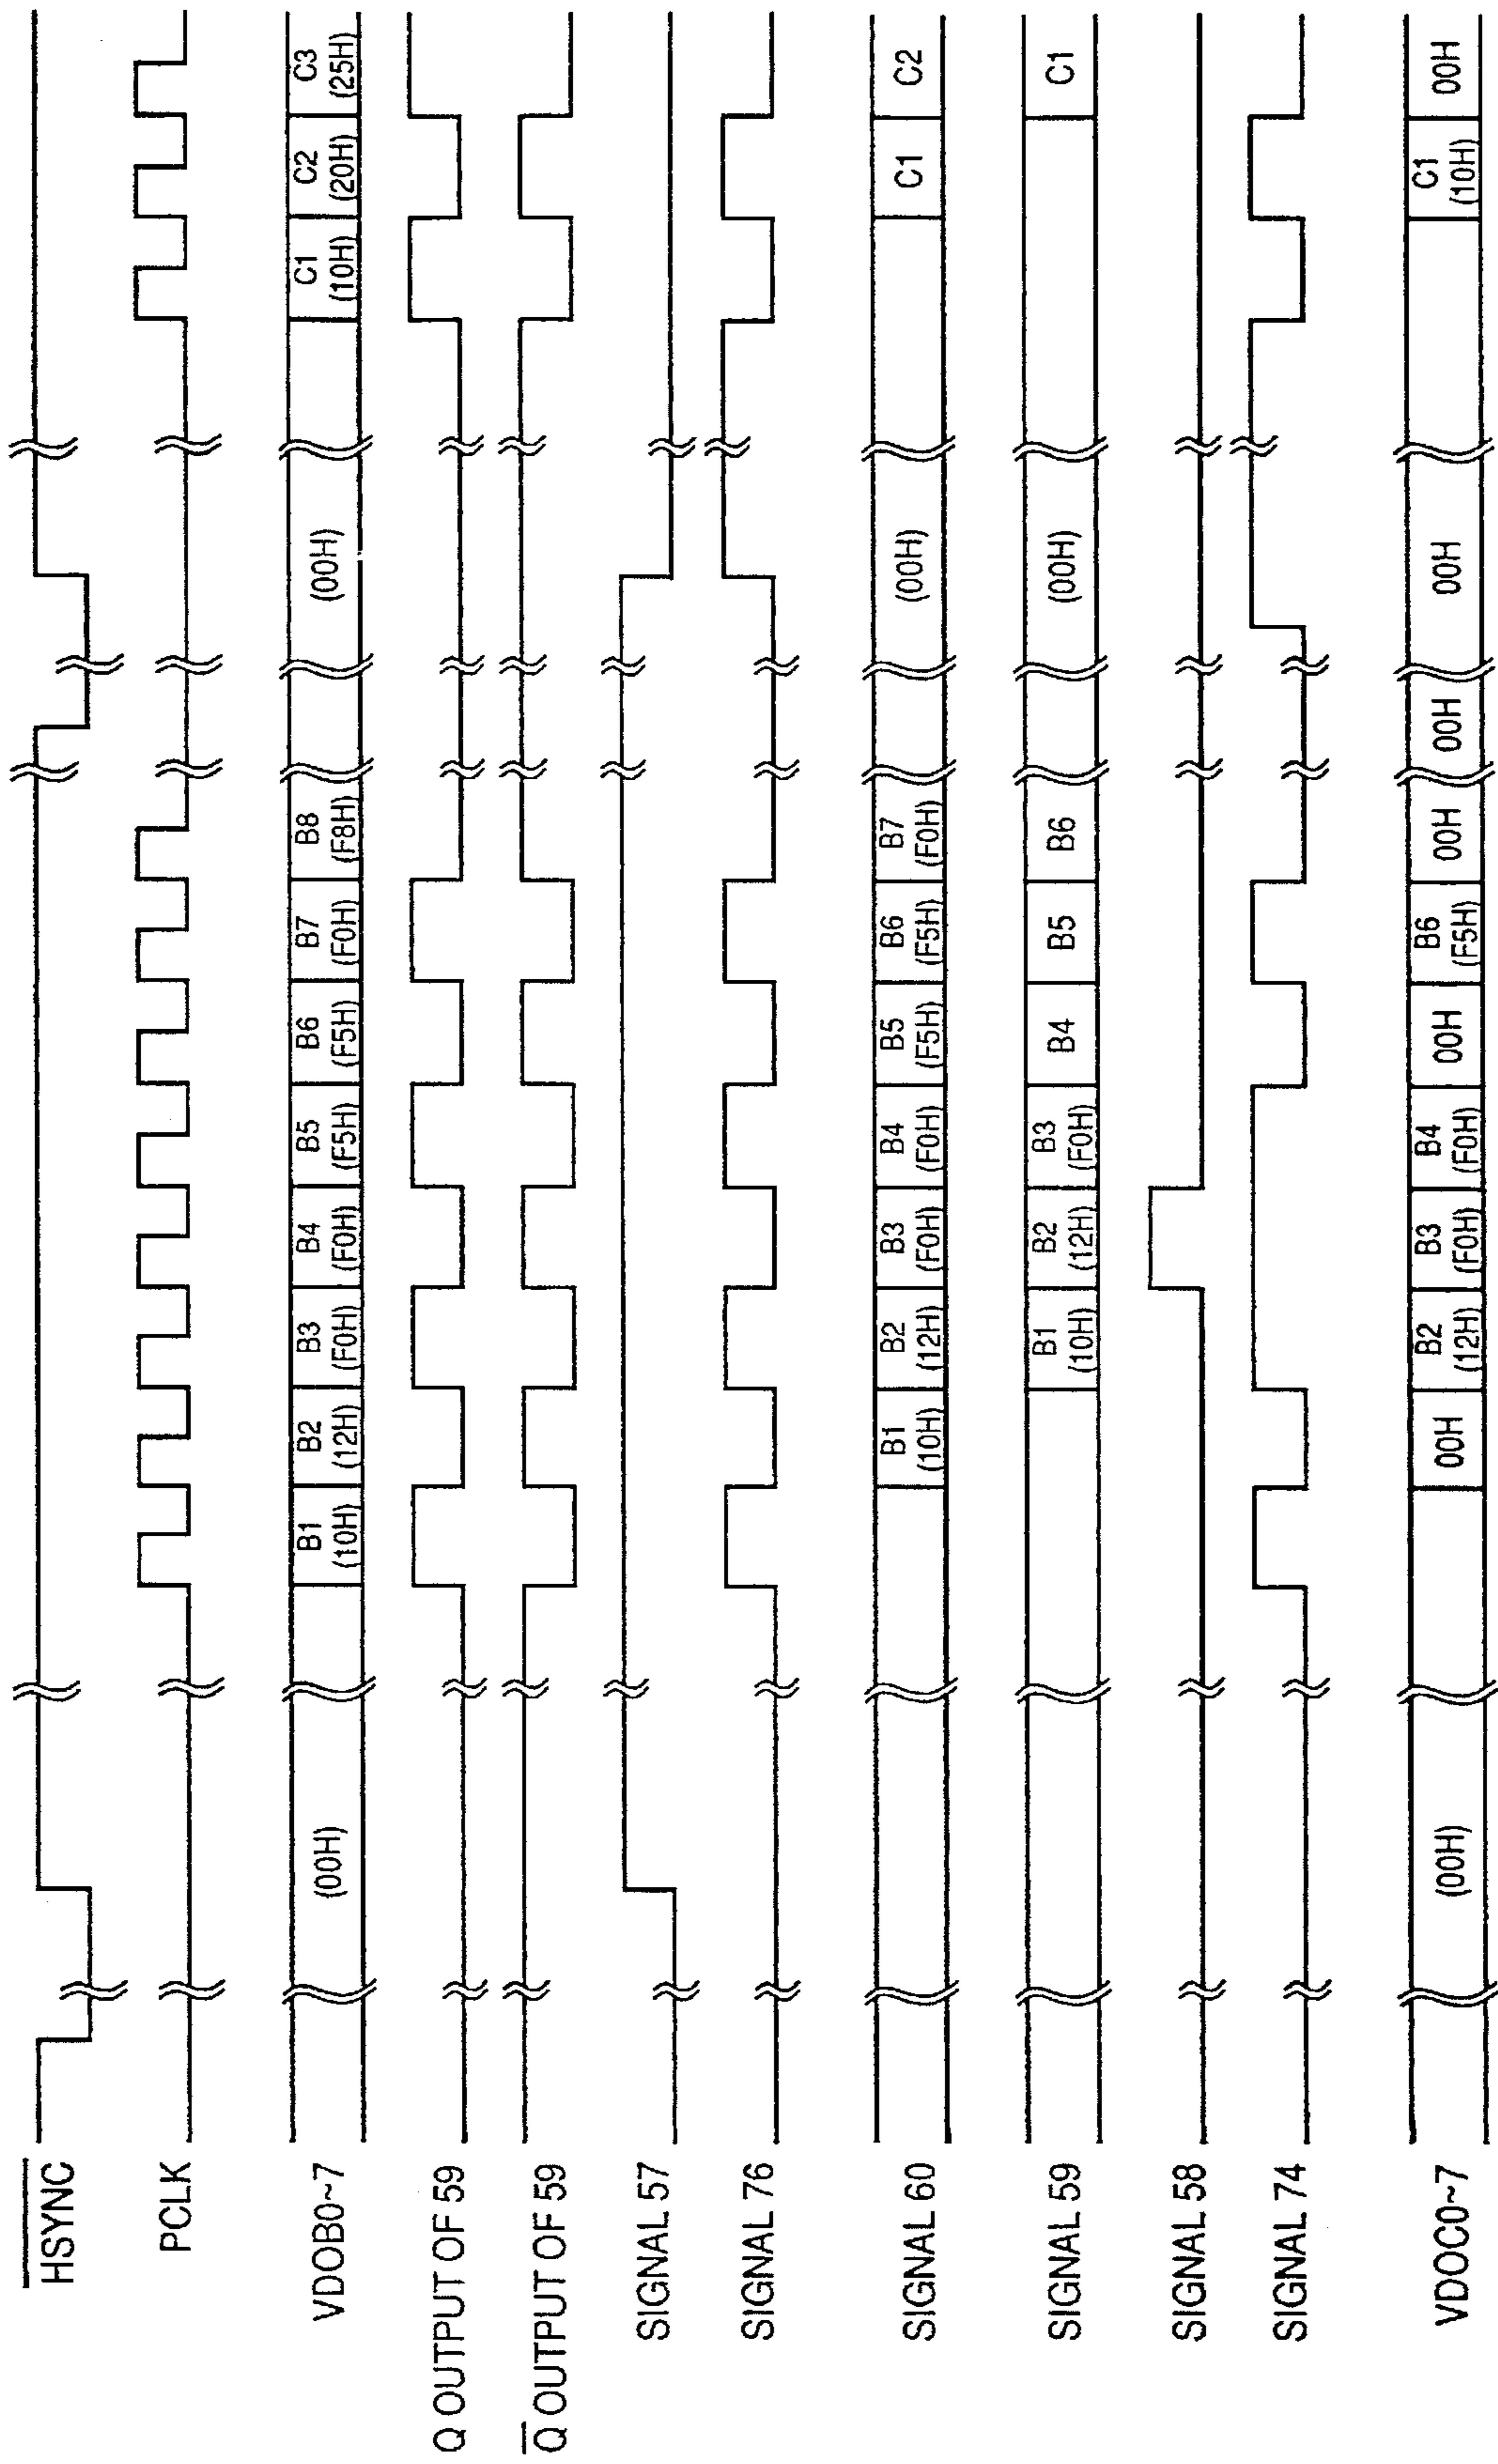 HSYNC
PCLK
VDOB0~7 (00H) B1 B2 B3 B4 B5 B6 B7 B8 (00H) C1 C2 C3
(10H) (12H) (F0H) (F0H) (F5H) (F5H) (F0H) (F8H) (10H) (20H) (25H)
Q OUTPUT OF 59
Q̅ OUTPUT OF 59
SIGNAL 57
SIGNAL 76
SIGNAL 60 B1 B2 B3 B4 B5 B6 B7 (00H) C1 C2
(10H) (12H) (F0H) (F0H) (F5H) (F5H) (F0H)
SIGNAL 59 B1 B2 B3 B4 B5 B6 (00H) C1
(10H) (12H) (F0H)
SIGNAL 58
SIGNAL 74
VDOC0~7 (00H) 00H B2 B3 B4 00H B6 00H 00H 00H C1 00H
(12H) (F0H) (F0H) (F5H) (10H)